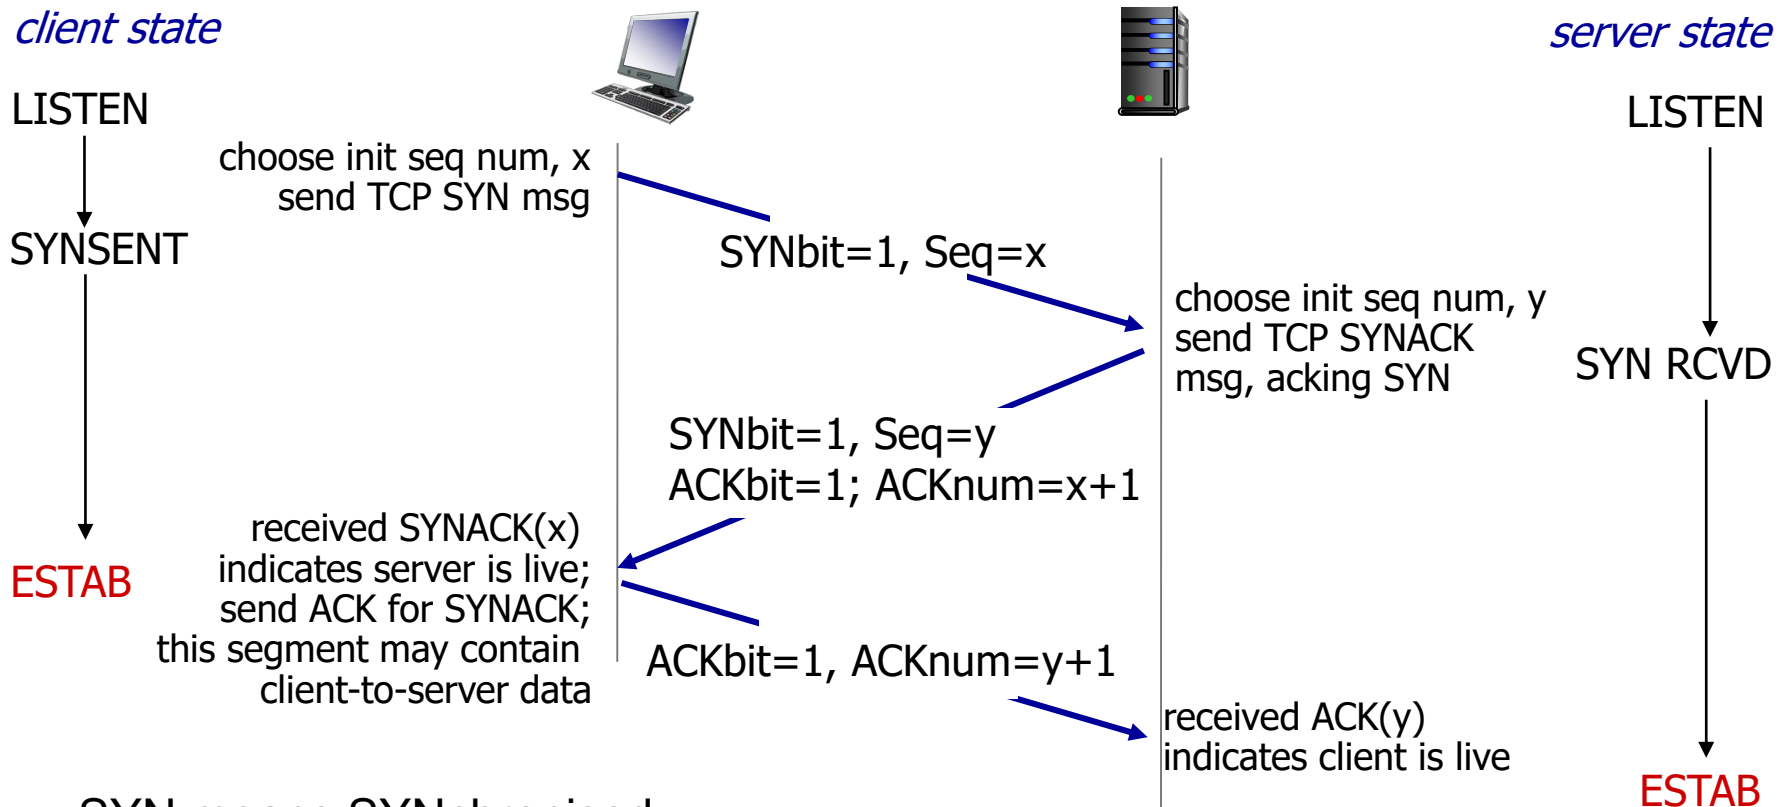 client state
server state
LISTEN
LISTEN
choose init seq num, x
send TCP SYN msg
SYNSENT
SYNbit=1, Seq=x
choose init seq num, y
send TCP SYNACK
msg, acking SYN
SYN RCVD
SYNbit=1, Seq=y
ACKbit=1; ACKnum=x+1
received SYNACK(x)
indicates server is live;
send ACK for SYNACK;
this segment may contain
client-to-server data
ESTAB
ACKbit=1, ACKnum=y+1
received ACK(y)
indicates client is live
ESTAB
SYN means SYNchronised